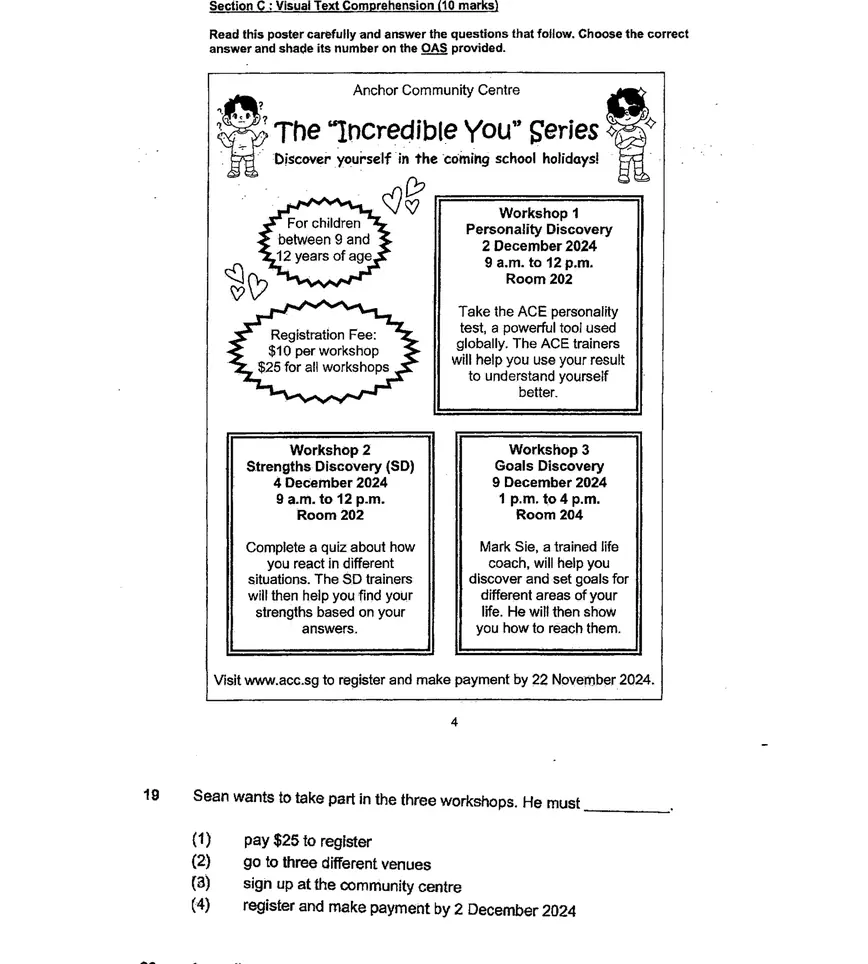 Section C : Visual Text Comprehension (10 marks)
Read this poster carefully and answer the questions that follow. Choose the correct
answer and shade its number on the OAS provided.
Anchor Community Centre
The “Incredible You” Series
Discover yourself in the coming school holidays!
For children
between 9 and
12 years of age
Registration Fee:
$10 per workshop
$25 for all workshops
Workshop 1
Personality Discovery
2 December 2024
9 a.m. to 12 p.m.
Room 202
Take the ACE personality
test, a powerful tool used
globally. The ACE trainers
will help you use your result
to understand yourself
better.
Workshop 2
Strengths Discovery (SD)
4 December 2024
9 a.m. to 12 p.m.
Room 202
Complete a quiz about how
you react in different
situations. The SD trainers
will then help you find your
strengths based on your
answers.
Workshop 3
Goals Discovery
9 December 2024
1 p.m. to 4 p.m.
Room 204
Mark Sie, a trained life
coach, will help you
discover and set goals for
different areas of your
life. He will then show
you how to reach them.
Visit www.acc.sg to register and make payment by 22 November 2024.
4
19 Sean wants to take part in the three workshops. He must __________.
(1) pay $25 to register
(2) go to three different venues
(3) sign up at the community centre
(4) register and make payment by 2 December 2024